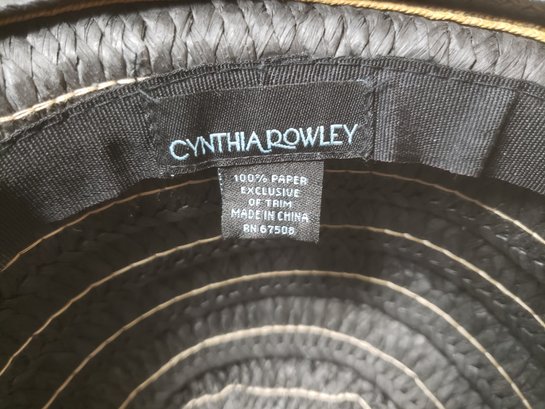 CYNTHIA ROWLEY
100% PAPER
EXCLUSIVE
OF TRIM
MADE IN CHINA
RN 67508